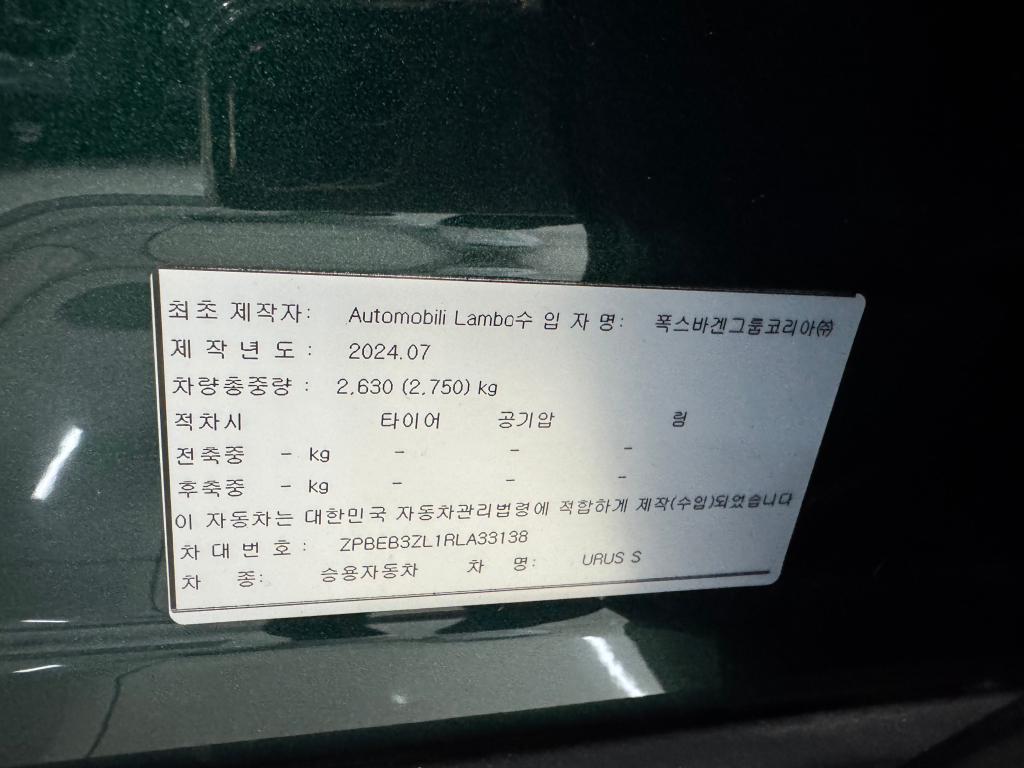 최초 제작자: Automobili Lambo수 입 자 명: 폭스바겐그룹코리아㈜
제 작 년 도 : 2024.07
차량총중량 : 2,630 (2,750) kg
적차시 타이어 공기압 림
전축중 - kg - - -
후축중 - kg - - -
이 자동차는 대한민국 자동차관리법령에 적합하게 제작(수입)되었습니다
차 대 번 호 : ZPBEB3ZL1RLA33138
차 종: 승용자동차 차 명: URUS S